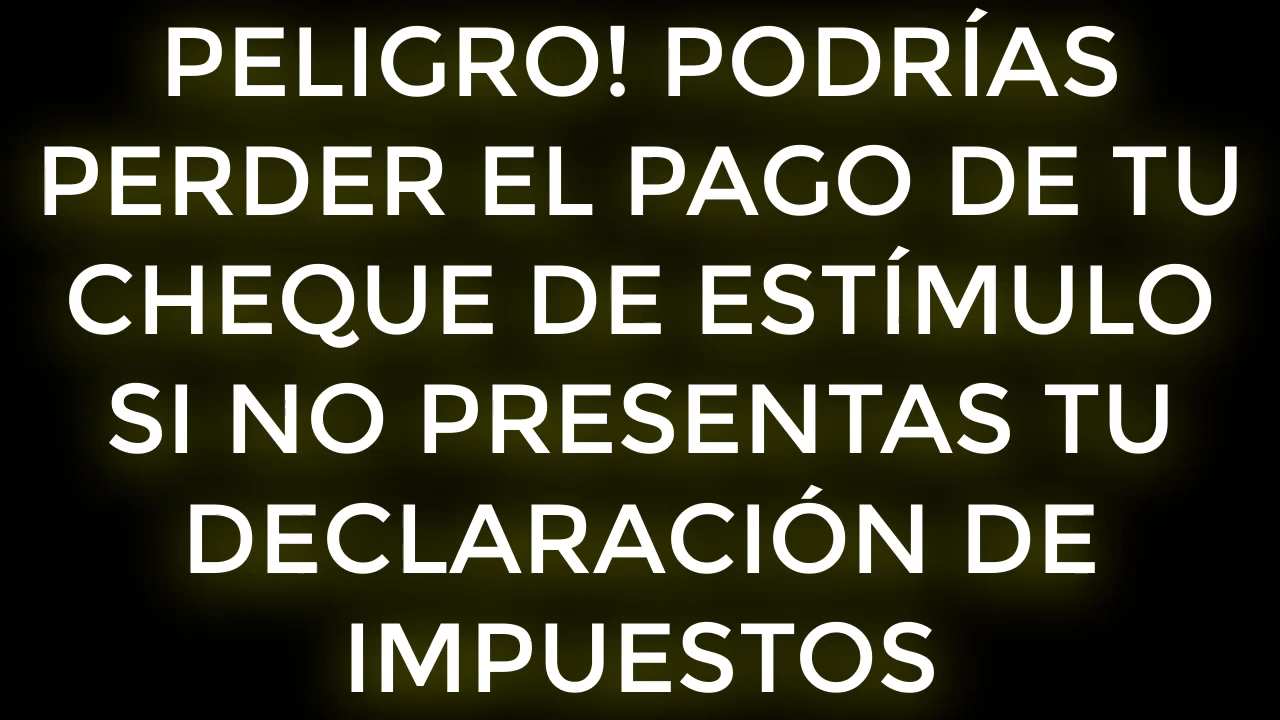 PELIGRO! PODRÍAS
PERDER EL PAGO DE TU
CHEQUE DE ESTÍMULO
SI NO PRESENTAS TU
DECLARACIÓN DE
IMPUESTOS